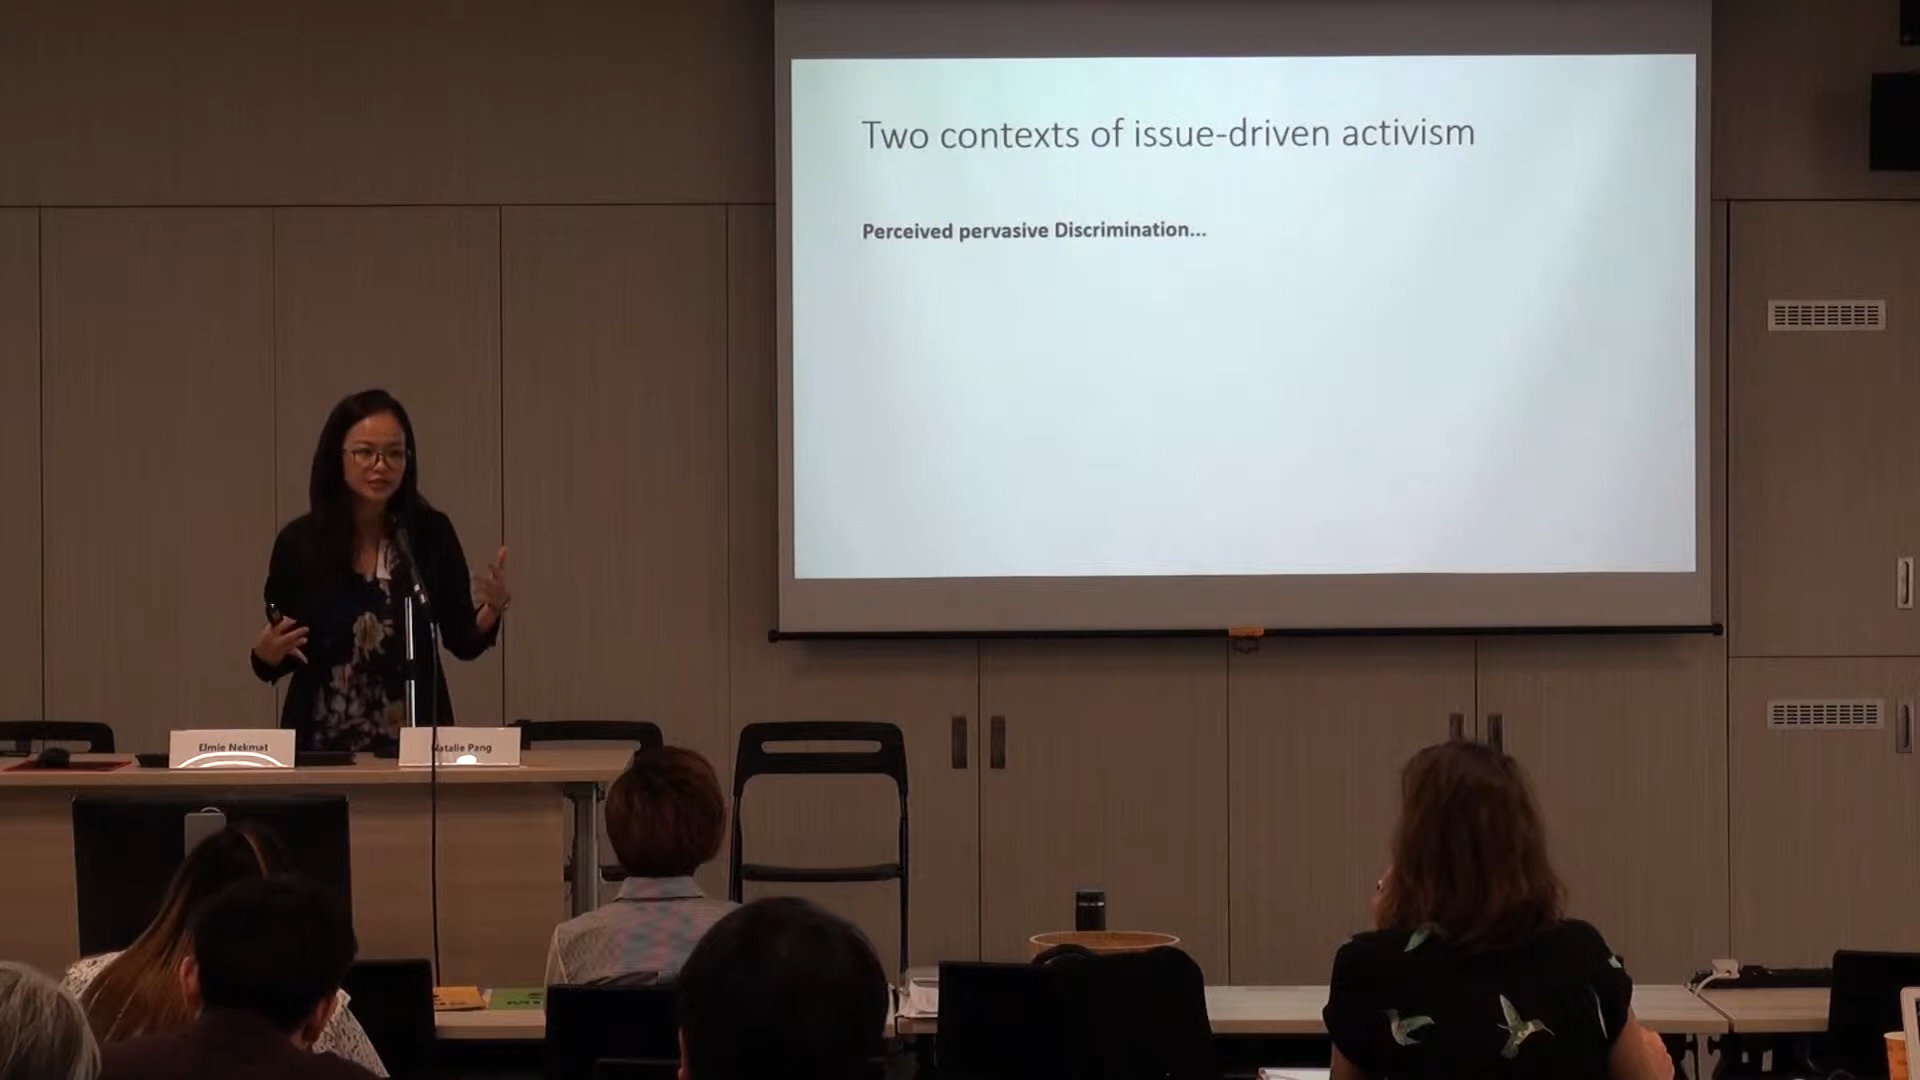 Two contexts of issue-driven activism
Perceived pervasive Discrimination...
Elmie Nekmat
Natalie Pang